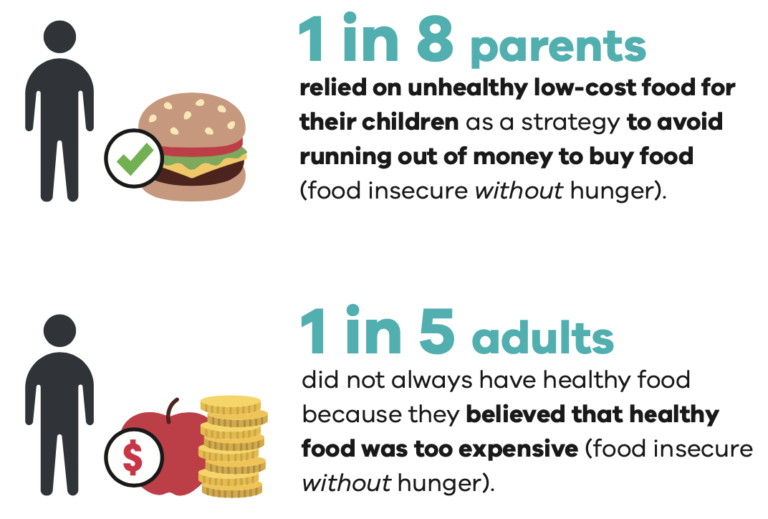 1 in 8 parents
relied on unhealthy low-cost food for
their children as a strategy to avoid
running out of money to buy food
(food insecure without hunger).
1 in 5 adults
did not always have healthy food
because they believed that healthy
food was too expensive (food insecure
without hunger).
$